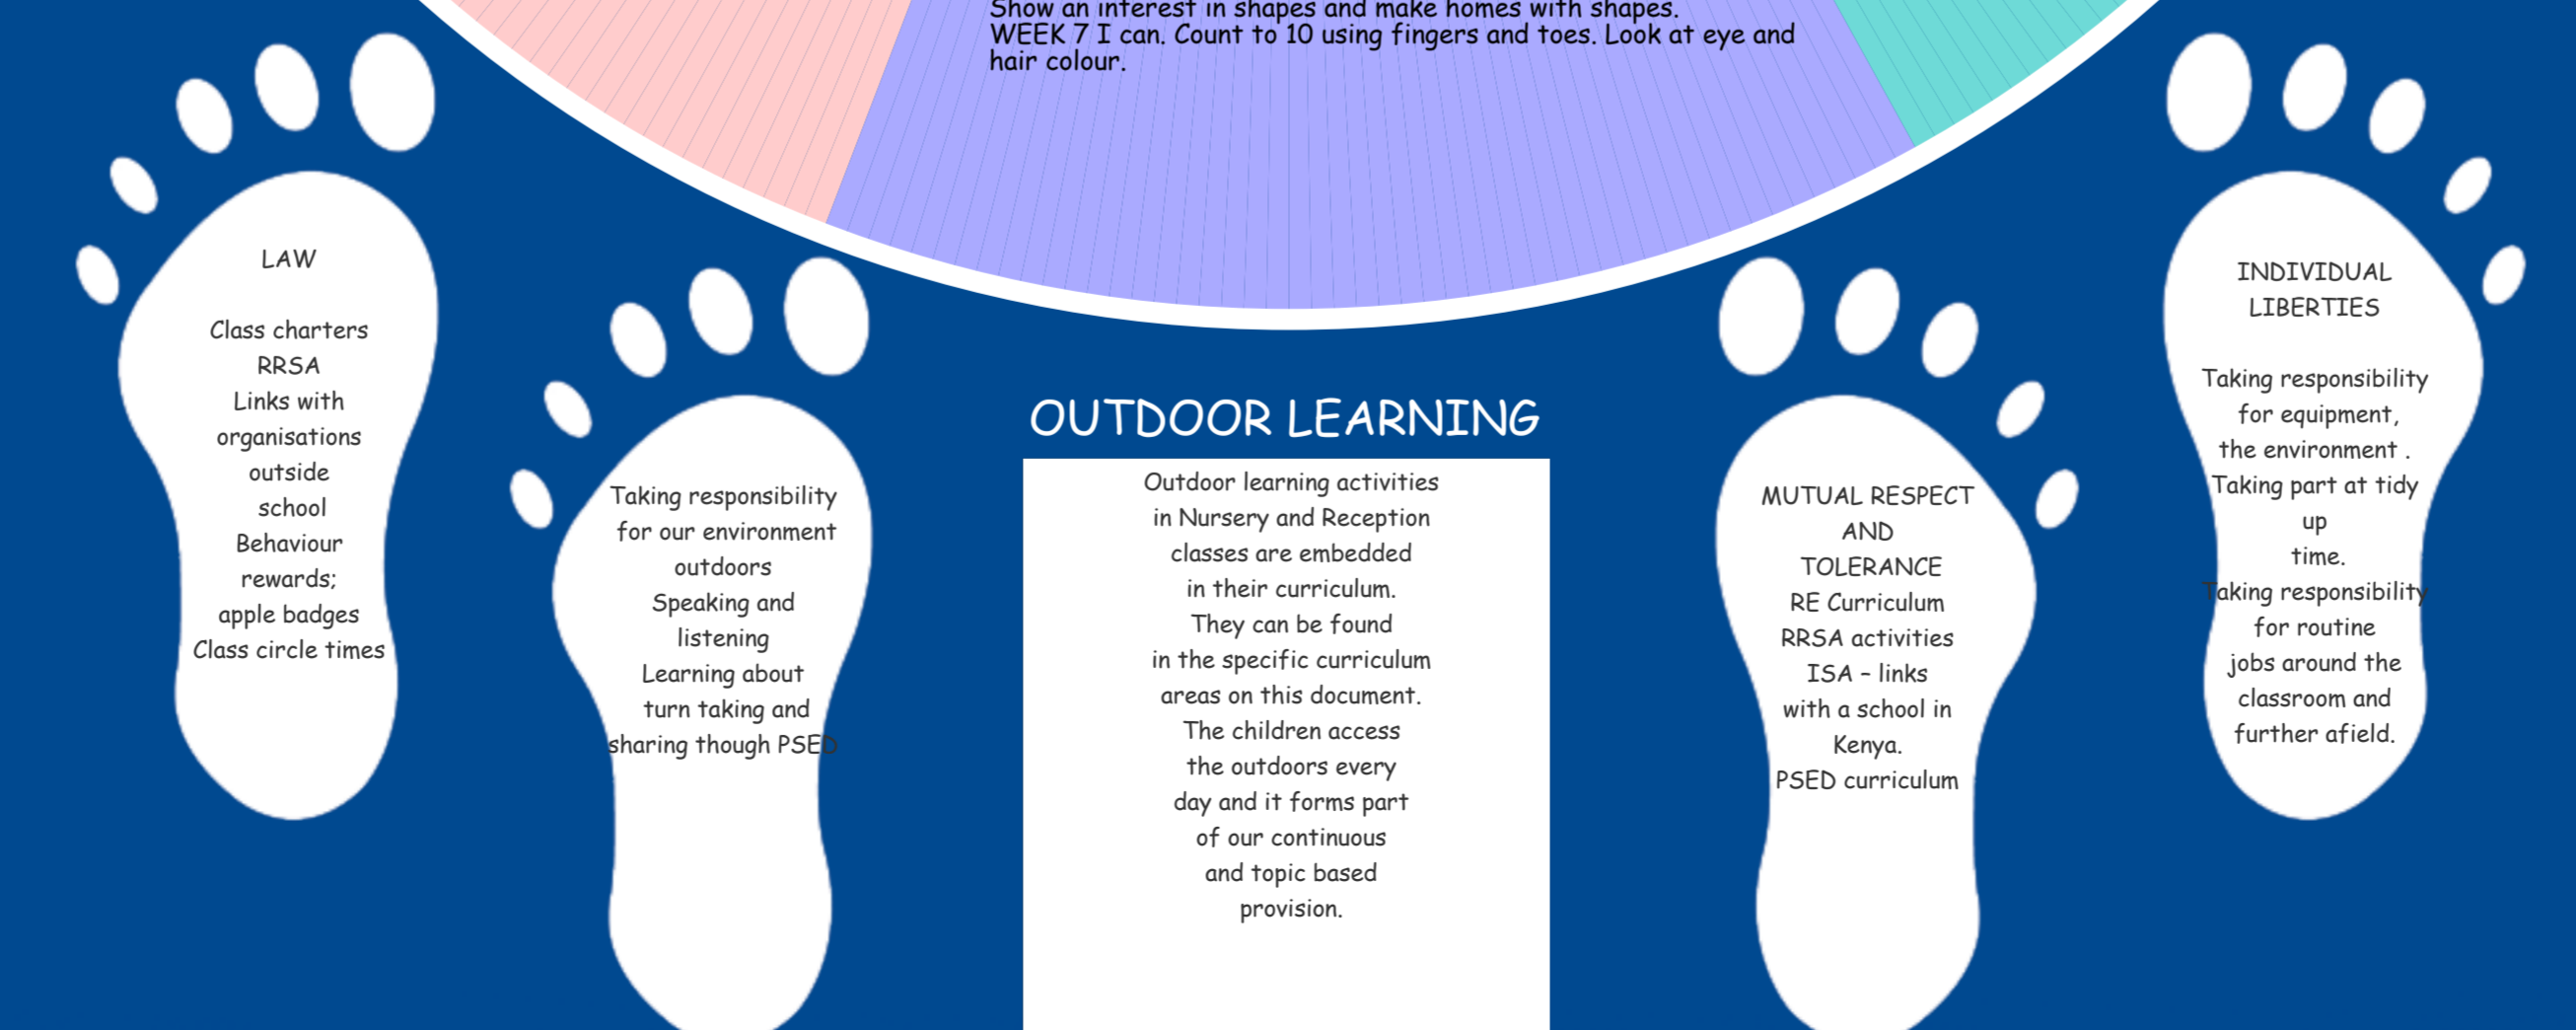 Show an interest in shapes and make homes with shapes.
WEEK 7 I can. Count to 10 using fingers and toes. Look at eye and
hair colour.
LAW
Class charters
RRSA
Links with
organisations
outside
school
Behaviour
rewards;
apple badges
Class circle times
Taking responsibility
for our environment
outdoors
Speaking and
listening
Learning about
turn taking and
sharing though PSED
OUTDOOR LEARNING
Outdoor learning activities
in Nursery and Reception
classes are embedded
in their curriculum.
They can be found
in the specific curriculum
areas on this document.
The children access
the outdoors every
day and it forms part
of our continuous
and topic based
provision.
MUTUAL RESPECT
AND
TOLERANCE
RE Curriculum
RRSA activities
ISA – links
with a school in
Kenya.
PSED curriculum
INDIVIDUAL
LIBERTIES
Taking responsibility
for equipment,
the environment .
Taking part at tidy
up
time.
Taking responsibility
for routine
jobs around the
classroom and
further afield.